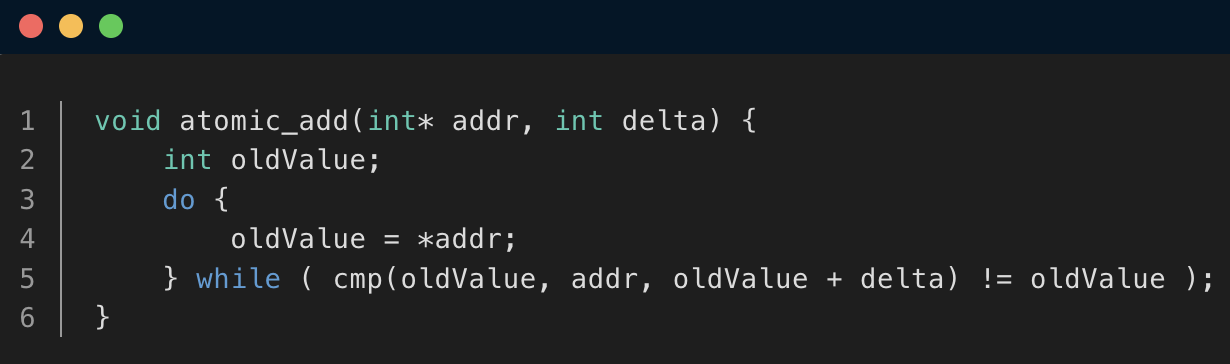 1 void atomic_add(int* addr, int delta) {
2 int oldValue;
3 do {
4 oldValue = *addr;
5 } while ( cmp(oldValue, addr, oldValue + delta) != oldValue );
6 }